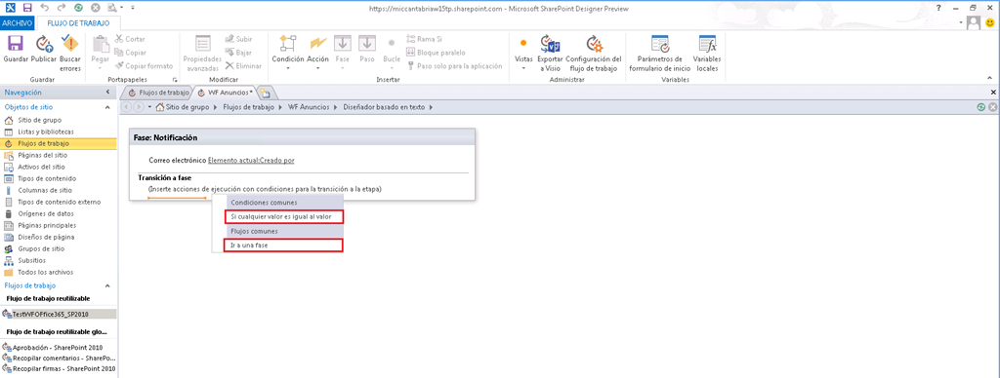 https://miccantabriaw15tp.sharepoint.com - Microsoft SharePoint Designer Preview
ARCHIVO
FLUJO DE TRABAJO
Guardar
Publicar
Buscar errores
Guardar
Pegar
Cortar
Copiar
Copiar formato
Portapapeles
Propiedades avanzadas
Subir
Bajar
Eliminar
Modificar
Condición
Acción
Fase
Paso
Bucle
Rama Si
Bloque paralelo
Paso solo para la aplicación
Insertar
Vistas
Exportar a Visio
Configuración del flujo de trabajo
Administrar
Parámetros de formulario de inicio
Variables locales
Variables
Navegación
Flujos de trabajo
WF Anuncios *
Sitio de grupo
Flujos de trabajo
WF Anuncios
Diseñador basado en texto
Objetos de sitio
Sitio de grupo
Listas y bibliotecas
Flujos de trabajo
Páginas del sitio
Activos del sitio
Tipos de contenido
Columnas de sitio
Tipos de contenido externo
Orígenes de datos
Páginas principales
Diseños de página
Grupos de sitio
Subsitios
Todos los archivos
Flujos de trabajo
Flujo de trabajo reutilizable
TestWFOffice365_SP2010
Flujo de trabajo reutilizable glo...
Aprobación - SharePoint 2010
Recopilar comentarios - SharePo...
Recopilar firmas - SharePoint 2010
Fase: Notificación
Correo electrónico Elemento actual:Creado por
Transición a fase
(Inserte acciones de ejecución con condiciones para la transición a la etapa)
Condiciones comunes
Si cualquier valor es igual al valor
Flujos comunes
Ir a una fase